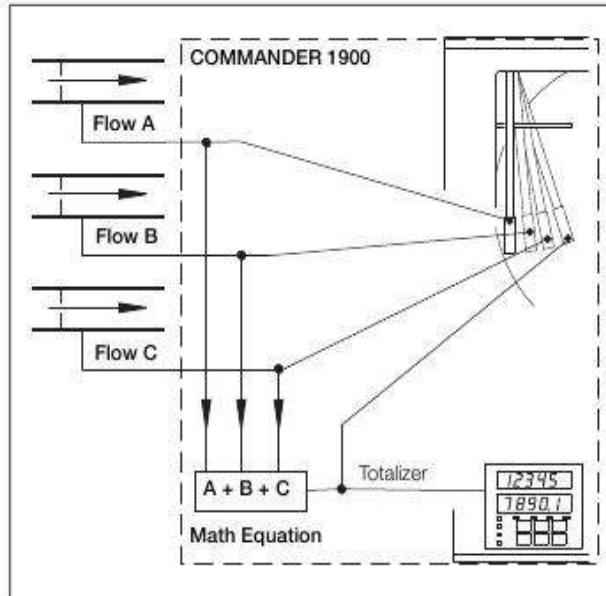 COMMANDER 1900
Flow A
Flow B
Flow C
Totalizer
12345
7890.1
A + B + C
Math Equation